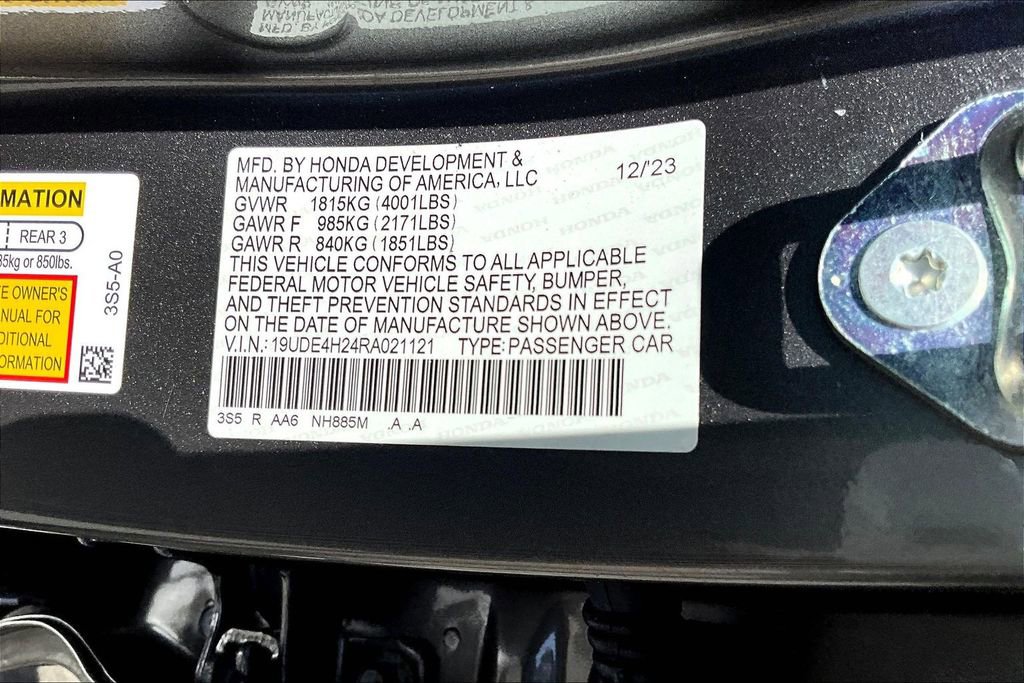 MFD. BY HONDA DEVELOPMENT &
MANUFACTURING OF AMERICA, LLC
12/'23
GVWR 1815KG (4001LBS)
GAWR F 985KG (2171LBS)
GAWR R 840KG (1851LBS)
THIS VEHICLE CONFORMS TO ALL APPLICABLE
FEDERAL MOTOR VEHICLE SAFETY, BUMPER,
AND THEFT PREVENTION STANDARDS IN EFFECT
ON THE DATE OF MANUFACTURE SHOWN ABOVE.
V.I.N.: 19UDE4H24RA021121 TYPE: PASSENGER CAR
3S5 R AA6 NH885M .A .A
MATION
REAR 3
85kg or 850lbs.
E OWNER'S
NUAL FOR
DITIONAL
ORMATION
3S5-A0